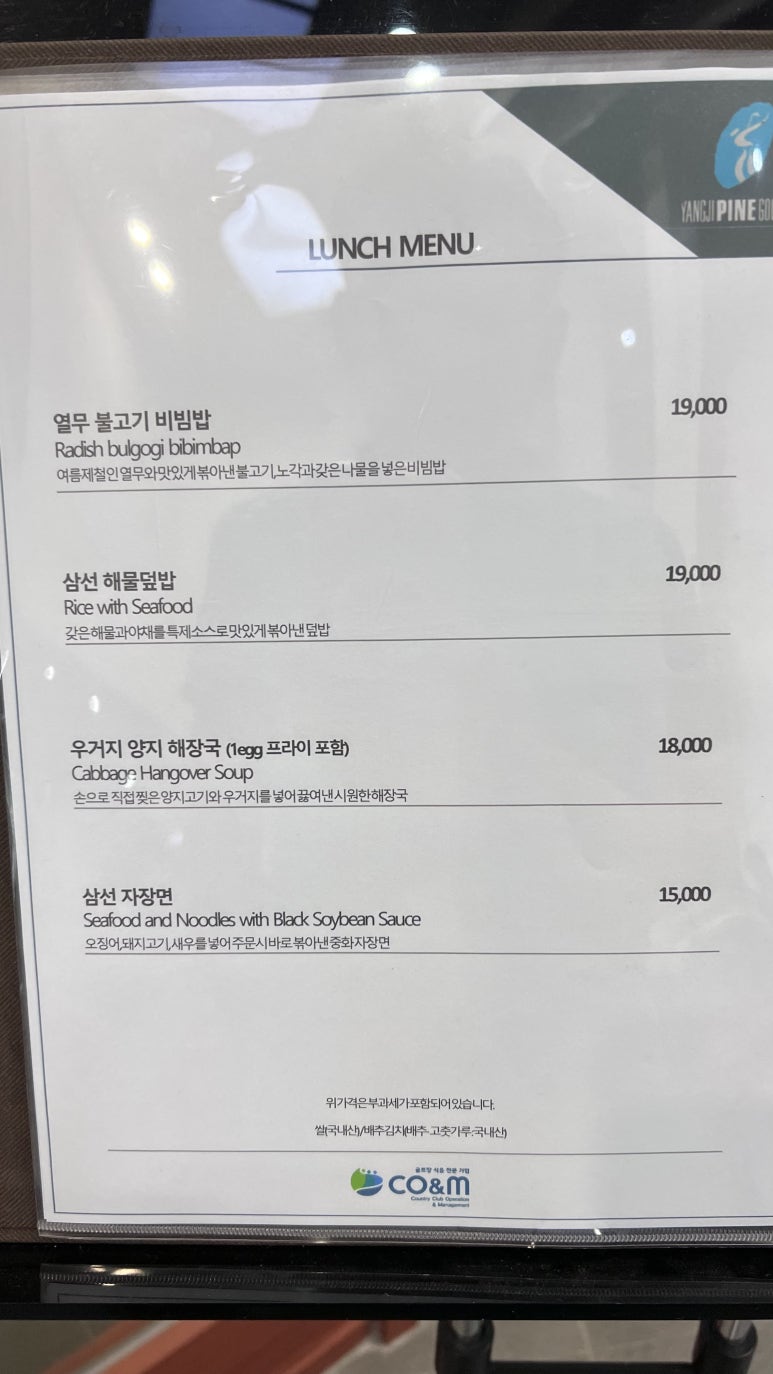 YANGJI PINE
LUNCH MENU
열무 불고기 비빔밥 19,000
Radish bulgogi bibimbap
여름제철인열무와맛있게볶아낸불고기,노각과갖은나물을넣은비빔밥
삼선 해물덮밥 19,000
Rice with Seafood
갖은해물과야채를특제소스로맛있게볶아낸덮밥
우거지 양지 해장국 (1egg 프라이 포함) 18,000
Cabbage Hangover Soup
손으로직접찢은양지고기와우거지를넣어끓여낸시원한해장국
삼선 자장면 15,000
Seafood and Noodles with Black Soybean Sauce
오징어,돼지고기,새우를넣어주문시바로볶아낸중화자장면
위가격은부과세가포함되어있습니다.
쌀(국내산)/배추김치(배추·고춧가루:국내산)
골프장 식음 전문 기업
CO&M
Country Club Operation
& Management